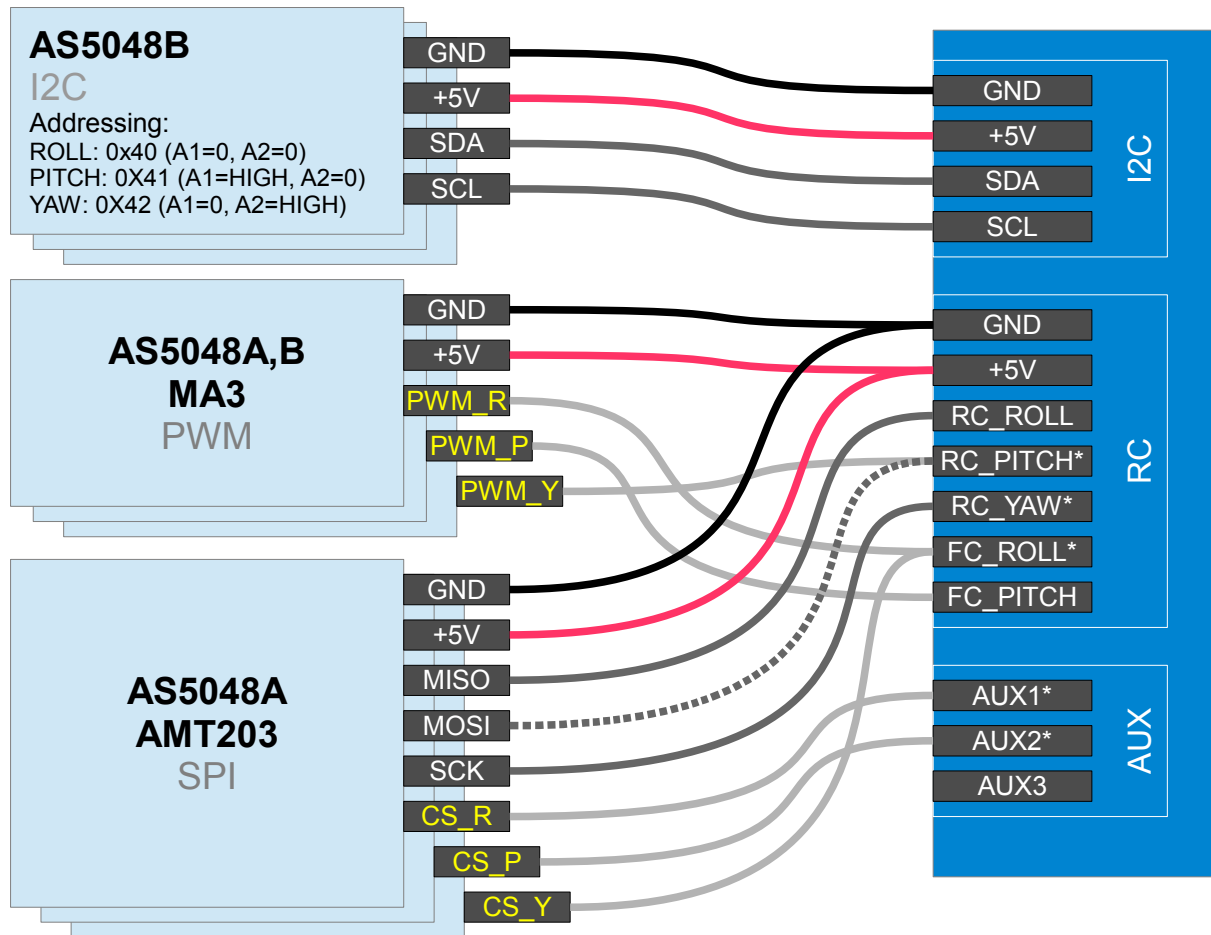 AS5048B
I2C
Addressing:
ROLL: 0x40 (A1=0, A2=0)
PITCH: 0X41 (A1=HIGH, A2=0)
YAW: 0X42 (A1=0, A2=HIGH)
GND
+5V
SDA
SCL
AS5048A,B
MA3
PWM
GND
+5V
PWM_R
PWM_P
PWM_Y
AS5048A
AMT203
SPI
GND
+5V
MISO
MOSI
SCK
CS_R
CS_P
CS_Y
GND
+5V
SDA
SCL
I2C
GND
+5V
RC_ROLL
RC_PITCH*
RC_YAW*
FC_ROLL*
FC_PITCH
RC
AUX1*
AUX2*
AUX3
AUX